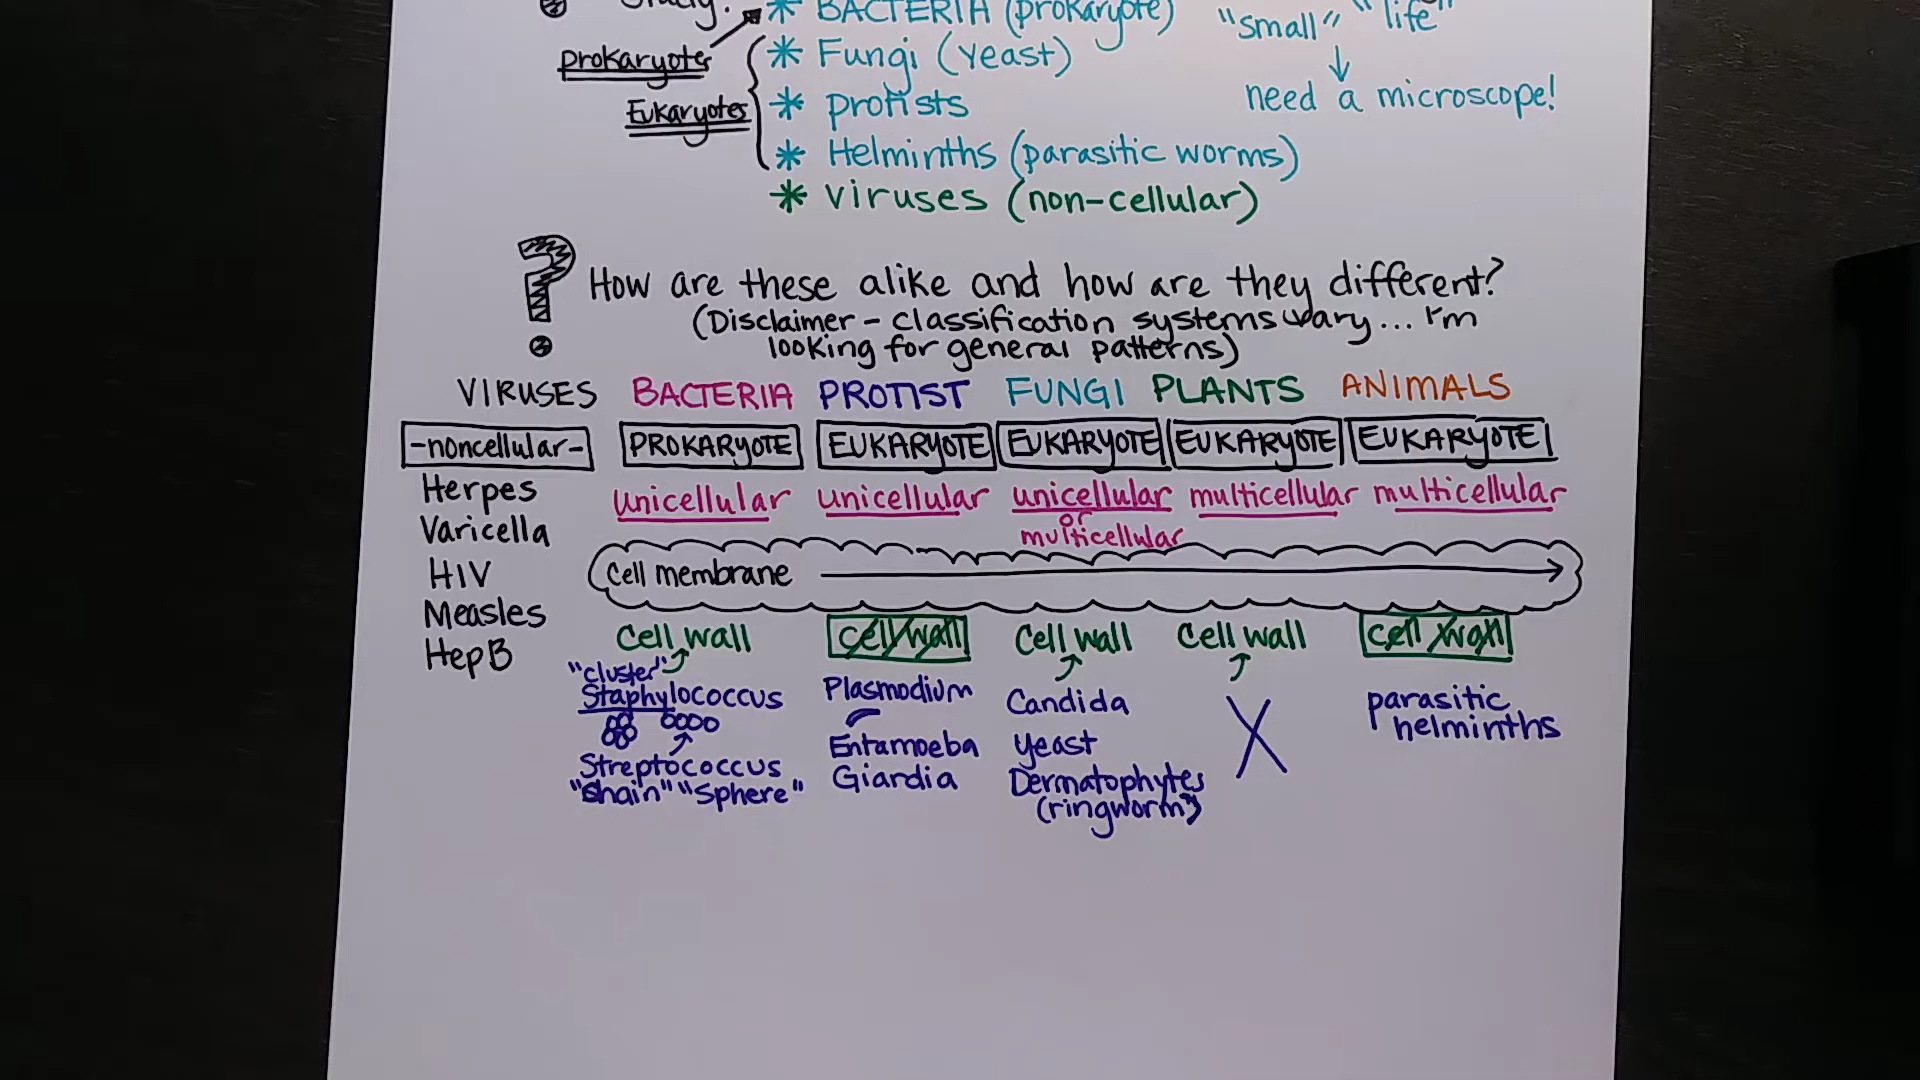 Study:
* BACTERIA (prokaryote)
"small" "life"
prokaryotes
* Fungi (yeast)
need a microscope!
Eukaryotes
* protists
* Helminths (parasitic worms)
* viruses (non-cellular)
? How are these alike and how are they different?
(Disclaimer - classification systems vary... I'm
looking for general patterns)
VIRUSES BACTERIA PROTIST FUNGI PLANTS ANIMALS
-noncellular- PROKARYOTE EUKARYOTE EUKARYOTE EUKARYOTE EUKARYOTE
Herpes unicellular unicellular unicellular multicellular multicellular
or
Varicella multicellular
HIV Cell membrane
Measles
Cell wall cell wall Cell wall Cell wall cell wall
HepB
"cluster"
Staphylococcus Plasmodium Candida parasitic
helminths
Entamoeba yeast
Streptococcus Giardia Dermatophytes
"chain" "sphere" (ringworm)